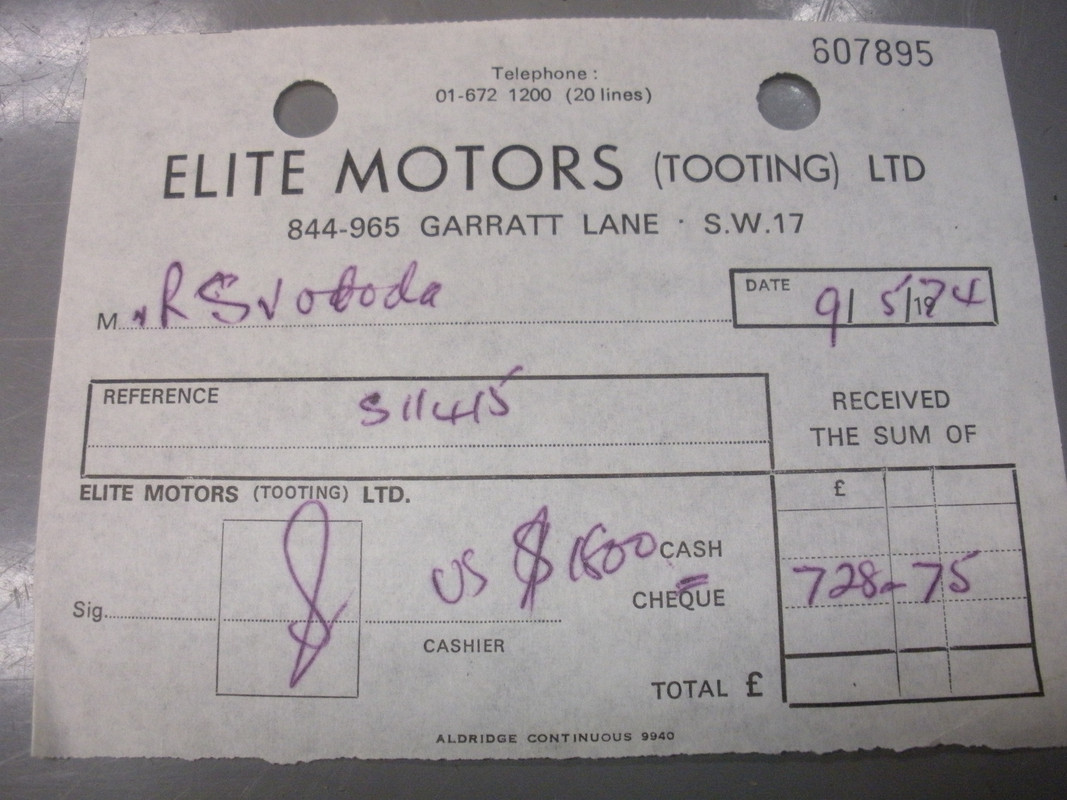 607895
Telephone :
01-672 1200 (20 lines)
ELITE MOTORS (TOOTING) LTD
844-965 GARRATT LANE · S.W.17
M r R Svoboda
DATE 9/5/1974
REFERENCE S11415
RECEIVED
THE SUM OF
ELITE MOTORS (TOOTING) LTD.
£
US $ CASH
CHEQUE 728-75
Sig.
CASHIER
TOTAL £
ALDRIDGE CONTINUOUS 9940